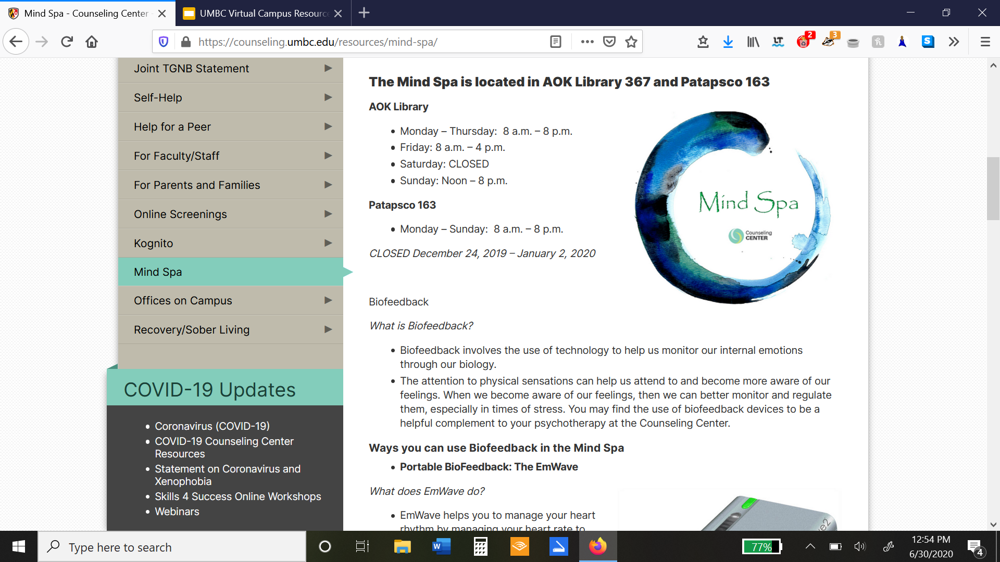 Mind Spa - Counseling Center -
UMBC Virtual Campus Resource
https://counseling.umbc.edu/resources/mind-spa/
LT
2
3
h
S
Joint TGNB Statement
Self-Help
Help for a Peer
For Faculty/Staff
For Parents and Families
Online Screenings
Kognito
Mind Spa
Offices on Campus
Recovery/Sober Living
COVID-19 Updates
Coronavirus (COVID-19)
COVID-19 Counseling Center
Resources
Statement on Coronavirus and
Xenophobia
Skills 4 Success Online Workshops
Webinars
The Mind Spa is located in AOK Library 367 and Patapsco 163
AOK Library
Monday – Thursday:  8 a.m. – 8 p.m.
Friday: 8 a.m. – 4 p.m.
Saturday: CLOSED
Sunday: Noon – 8 p.m.
Patapsco 163
Monday – Sunday:  8 a.m. – 8 p.m.
CLOSED December 24, 2019 – January 2, 2020
Mind Spa
Counseling
CENTER
Biofeedback
What is Biofeedback?
Biofeedback involves the use of technology to help us monitor our internal emotions
through our biology.
The attention to physical sensations can help us attend to and become more aware of our
feelings. When we become aware of our feelings, then we can better monitor and regulate
them, especially in times of stress. You may find the use of biofeedback devices to be a
helpful complement to your psychotherapy at the Counseling Center.
Ways you can use Biofeedback in the Mind Spa
Portable BioFeedback: The EmWave
What does EmWave do?
EmWave helps you to manage your heart
rhythm by managing your heart rate to
Type here to search
W
77%
12:54 PM
6/30/2020
4